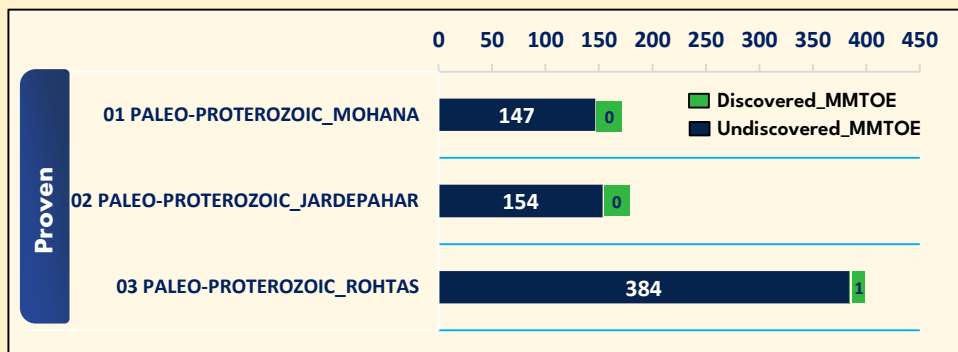 0 50 100 150 200 250 300 350 400 450
Proven
01 PALEO-PROTEROZOIC_MOHANA
147
0
Discovered_MMTOE
Undiscovered_MMTOE
02 PALEO-PROTEROZOIC_JARDEPAHAR
154
0
03 PALEO-PROTEROZOIC_ROHTAS
384
1